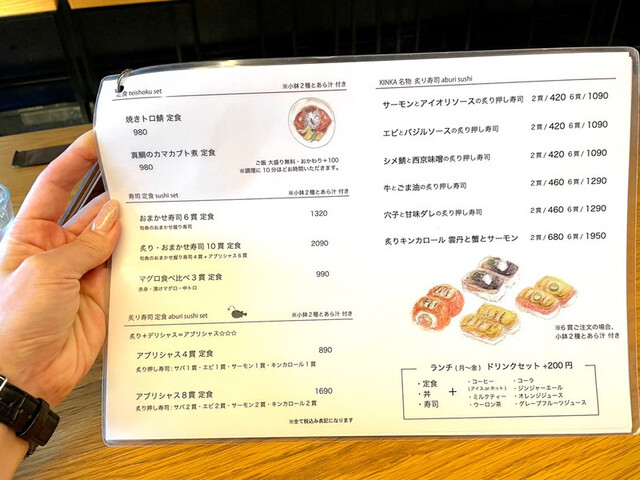 定食 teishoku set
※小鉢2種とあら汁 付き
焼きトロ鯖 定食
980
真鯛のカマカブト煮 定食
980
ご飯 大盛り無料・おかわり+100
※調理に10分ほどお時間いただきます。
寿司 定食 sushi set
※小鉢2種とあら汁 付き
おまかせ寿司6貫 定食 1320
旬魚のおまかせ握り寿司
炙り・おまかせ寿司10貫 定食 2090
旬魚のおまかせ握り寿司4貫+アブリシャス6貫
マグロ食べ比べ3貫 定食 990
赤身・漬けマグロ・中トロ
炙り寿司 定食 aburi sushi set
※小鉢2種とあら汁 付き
炙り+デリシャス=アブリシャス☆☆☆
アブリシャス4貫 定食 890
炙り押し寿司:サバ1貫・エビ1貫・サーモン1貫・キンカロール1貫
アブリシャス8貫 定食 1690
炙り押し寿司:サバ2貫・エビ2貫・サーモン2貫・キンカロール2貫
※全て税込み表記になります
KINKA 名物 炙り寿司 aburi sushi
サーモンとアイオリソースの炙り押し寿司 2貫/420 6貫/1090
エビとバジルソースの炙り押し寿司 2貫/420 6貫/1090
シメ鯖と西京味噌の炙り押し寿司 2貫/420 6貫/1090
牛とごま油の炙り押し寿司 2貫/460 6貫/1290
穴子と甘味ダレの炙り押し寿司 2貫/460 6貫/1290
炙りキンカロール 雲丹と蟹とサーモン 2貫/680 6貫/1950
※6貫ご注文の場合、
小鉢2種とあら汁 付き
ランチ(月〜金) ドリンクセット +200円
・定食
・丼
・寿司
+
・コーヒー
(アイスorホット)
・ミルクティー
・ウーロン茶
・コーラ
・ジンジャーエール
・オレンジジュース
・グレープフルーツジュース